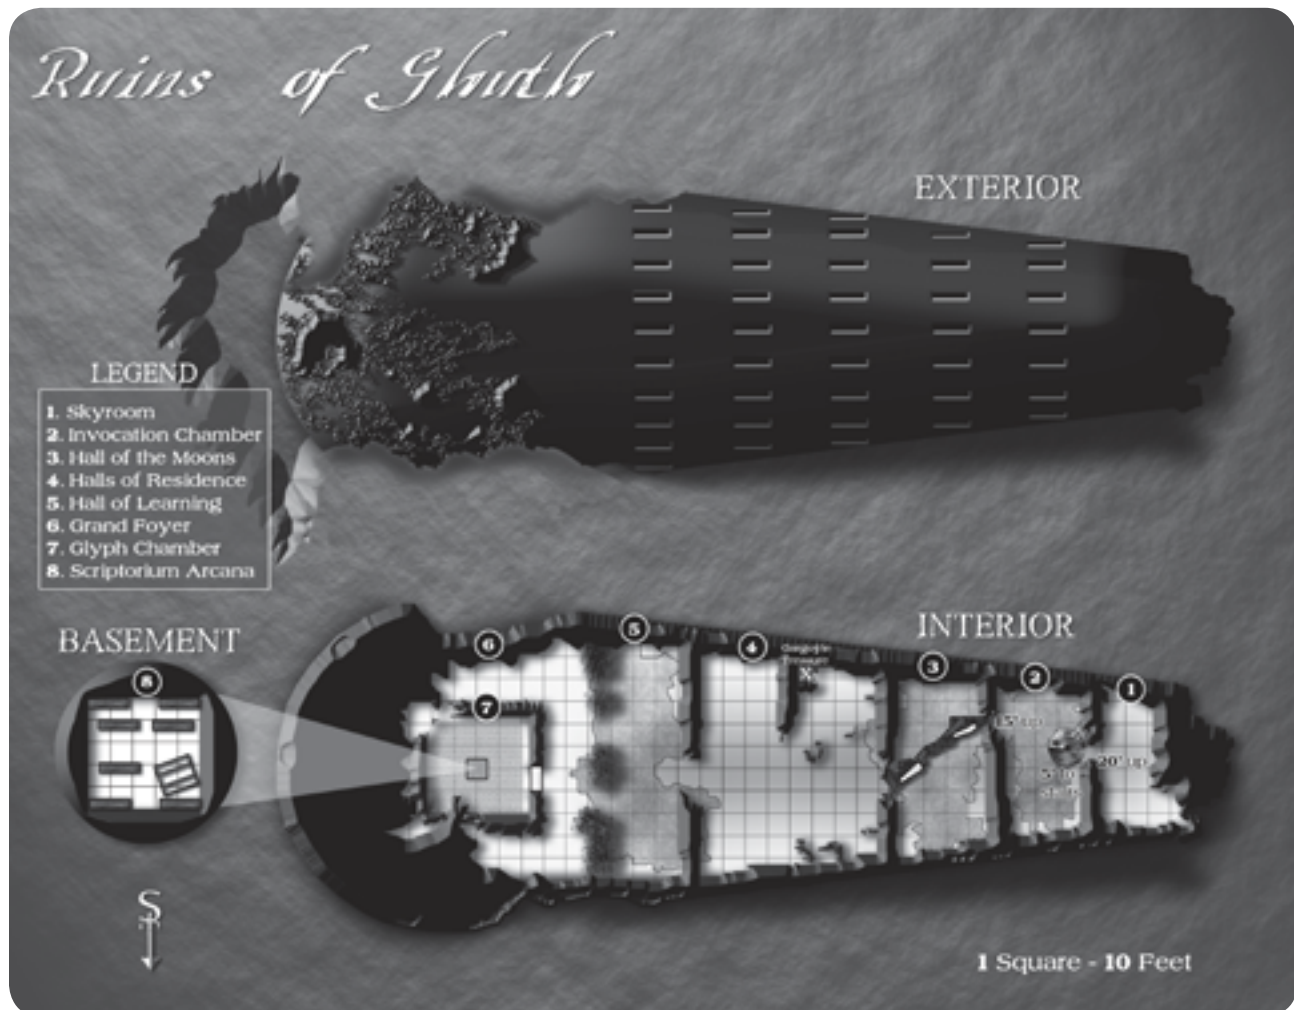 Ruins of Ghuth
EXTERIOR
LEGEND
1. Skyroom
2. Invocation Chamber
3. Hall of the Moons
4. Halls of Residence
5. Hall of Learning
6. Grand Foyer
7. Glyph Chamber
8. Scriptorium Arcana
INTERIOR
BASEMENT
8
6
5
4
3
2
1
7
X
15' up
20' up
S
1 Square - 10 Feet